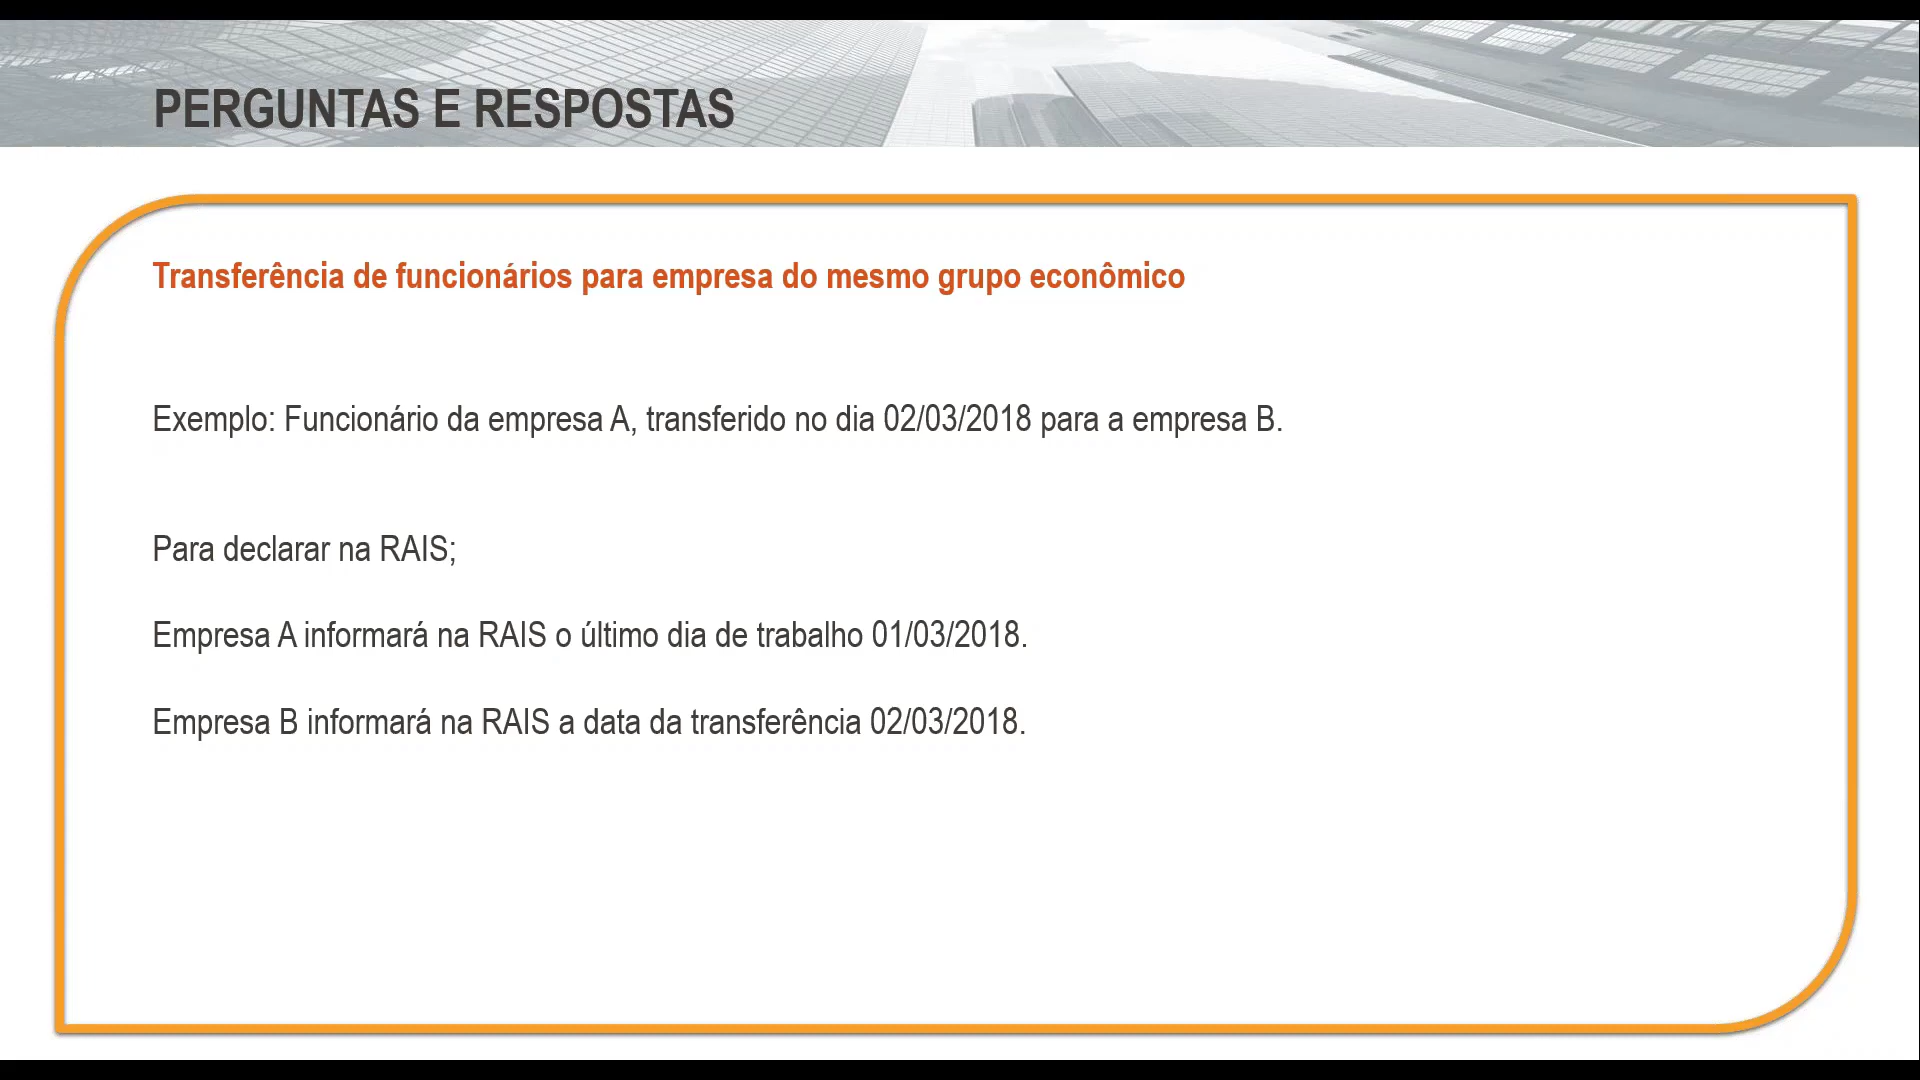 PERGUNTAS E RESPOSTAS
Transferência de funcionários para empresa do mesmo grupo econômico
Exemplo: Funcionário da empresa A, transferido no dia 02/03/2018 para a empresa B.
Para declarar na RAIS;
Empresa A informará na RAIS o último dia de trabalho 01/03/2018.
Empresa B informará na RAIS a data da transferência 02/03/2018.